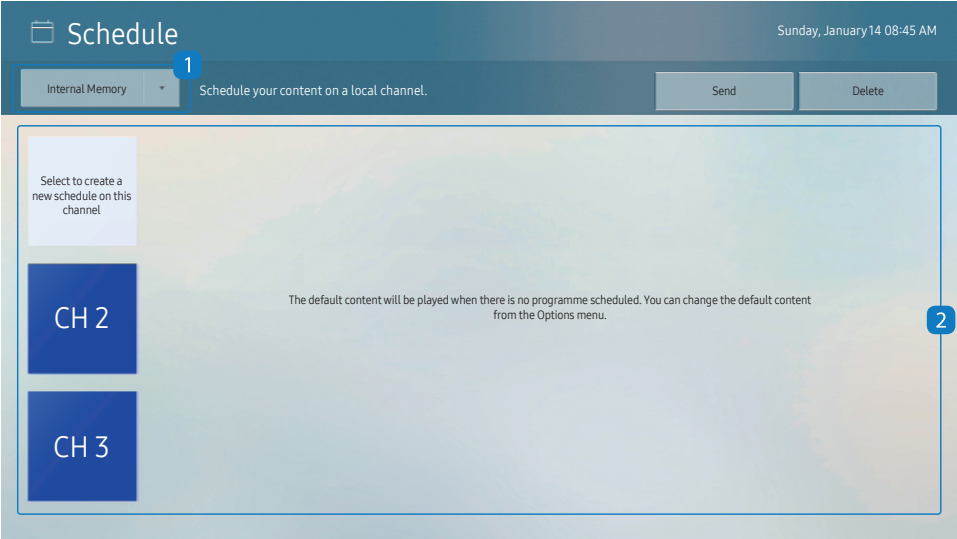 Schedule
Sunday, January 14 08:45 AM
1
Internal Memory
Schedule your content on a local channel.
Send
Delete
Select to create a
new schedule on this
channel
CH 2
The default content will be played when there is no programme scheduled. You can change the default content
from the Options menu.
2
CH 3